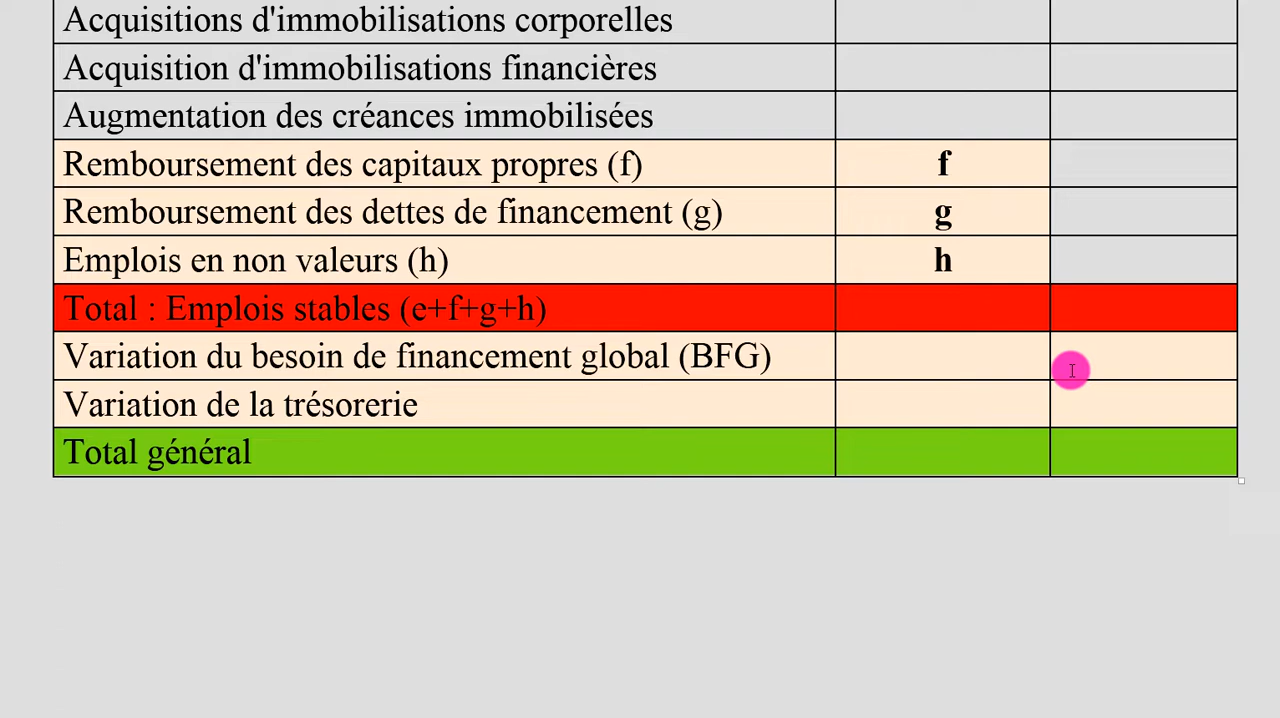 Acquisitions d'immobilisations corporelles
Acquisition d'immobilisations financières
Augmentation des créances immobilisées
Remboursement des capitaux propres (f) f
Remboursement des dettes de financement (g) g
Emplois en non valeurs (h) h
Total : Emplois stables (e+f+g+h)
Variation du besoin de financement global (BFG)
Variation de la trésorerie
Total général